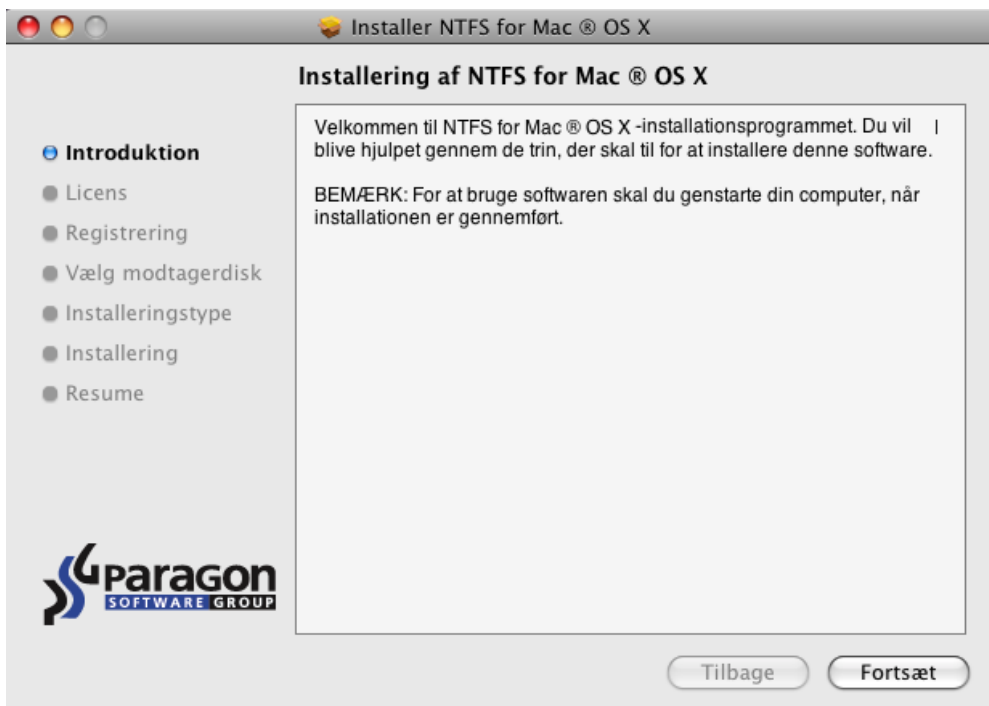 Installer NTFS for Mac ® OS X
Installering af NTFS for Mac ® OS X
Introduktion
Licens
Registrering
Vælg modtagerdisk
Installeringstype
Installering
Resume
Velkommen til NTFS for Mac ® OS X -installationsprogrammet. Du vil
blive hjulpet gennem de trin, der skal til for at installere denne software.
BEMÆRK: For at bruge softwaren skal du genstarte din computer, når
installationen er gennemført.
Paragon
SOFTWARE GROUP
Tilbage
Fortsæt